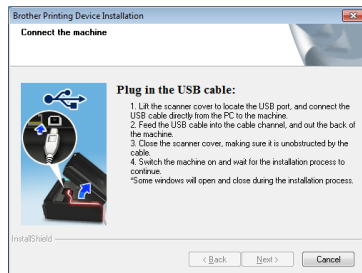 Brother Printing Device Installation
Connect the machine
Plug in the USB cable:
1. Lift the scanner cover to locate the USB port, and connect the
USB cable directly from the PC to the machine.
2. Feed the USB cable into the cable channel, and out the back of
the machine.
3. Close the scanner cover, making sure it is unobstructed by the
cable.
4. Switch the machine on and wait for the installation process to
continue.
*Some windows will open and close during the installation process.
InstallShield
< Back
Next >
Cancel